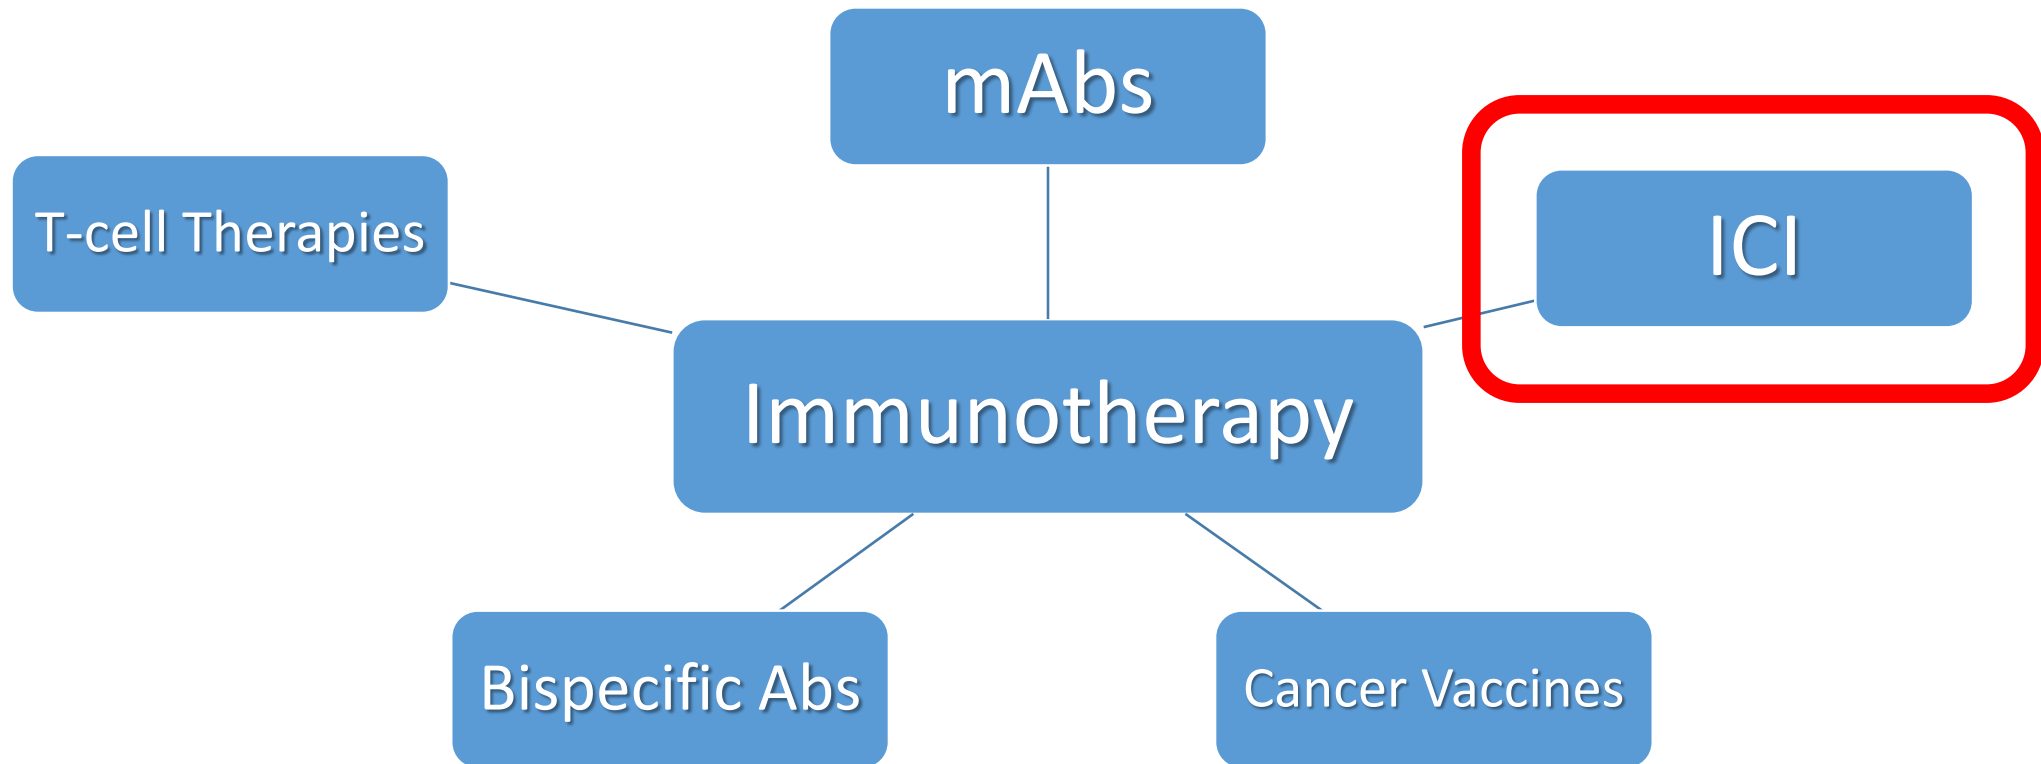 mAbs
T-cell Therapies
ICI
Immunotherapy
Bispecific Abs
Cancer Vaccines